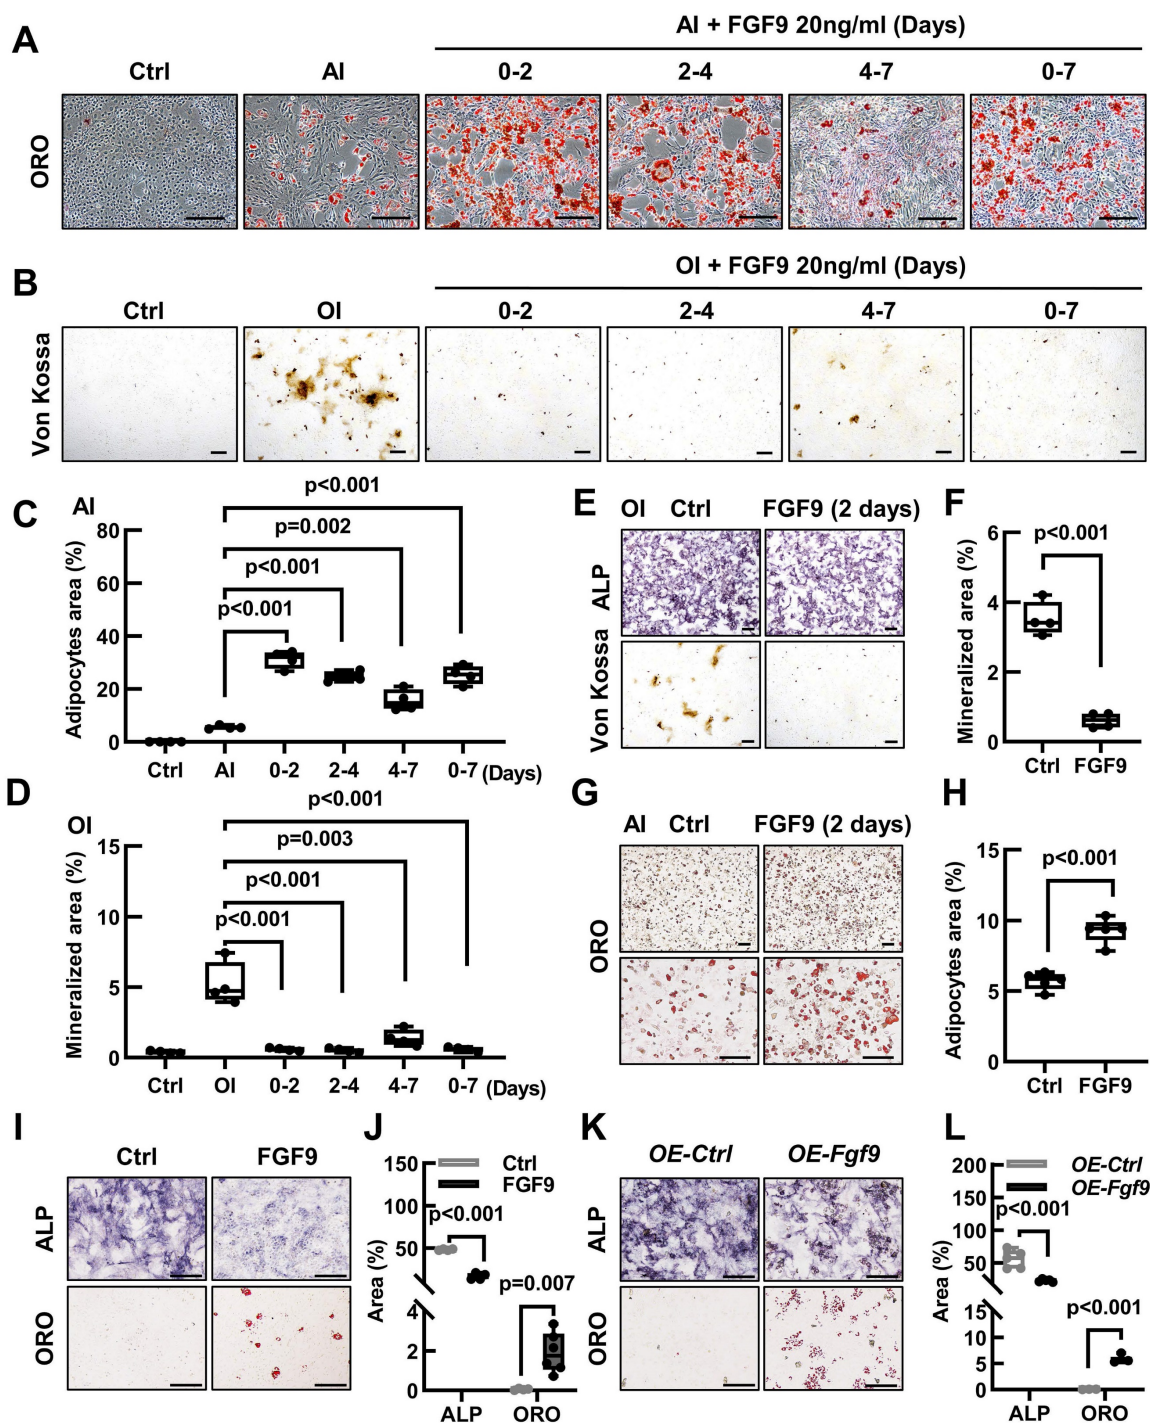 A
AI + FGF9 20ng/ml (Days)
Ctrl AI 0-2 2-4 4-7 0-7
ORO
B
OI + FGF9 20ng/ml (Days)
Ctrl OI 0-2 2-4 4-7 0-7
Von Kossa
C
AI
p<0.001
p=0.002
p<0.001
p<0.001
Adipocytes area (%)
80
60
40
20
0
Ctrl AI 0-2 2-4 4-7 0-7 (Days)
D
OI
p<0.001
p=0.003
p<0.001
p<0.001
Mineralized area (%)
15
10
5
0
Ctrl OI 0-2 2-4 4-7 0-7 (Days)
E
OI Ctrl FGF9 (2 days)
ALP
Von Kossa
F
p<0.001
Mineralized area (%)
6
4
2
0
Ctrl FGF9
G
AI Ctrl FGF9 (2 days)
ORO
H
p<0.001
Adipocytes area (%)
15
10
5
0
Ctrl FGF9
I
Ctrl FGF9
ALP
ORO
J
Ctrl
FGF9
p<0.001
p=0.007
Area (%)
150
100
50
4
2
0
ALP ORO
K
OE-Ctrl OE-Fgf9
ALP
ORO
L
OE-Ctrl
OE-Fgf9
p<0.001
p<0.001
Area (%)
200
150
100
50
15
10
5
0
ALP ORO